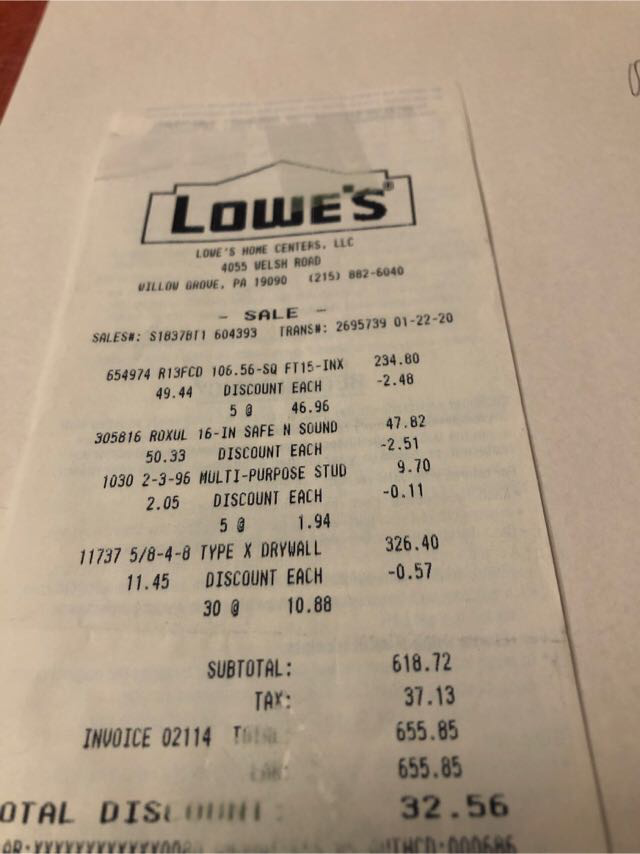 LOWE'S®
LOWE'S HOME CENTERS, LLC
4055 WELSH ROAD
WILLOW GROVE, PA 19090 (215) 882-6040
- SALE -
SALES#: S1837BT1 604393 TRANS#: 2695739 01-22-20
654974 R13FCD 106.56-SQ FT15-INX 234.80
49.44 DISCOUNT EACH -2.48
5 @ 46.96
305816 ROXUL 16-IN SAFE N SOUND 47.82
50.33 DISCOUNT EACH -2.51
1030 2-3-96 MULTI-PURPOSE STUD 9.70
2.05 DISCOUNT EACH -0.11
5 @ 1.94
11737 5/8-4-8 TYPE X DRYWALL 326.40
11.45 DISCOUNT EACH -0.57
30 @ 10.88
SUBTOTAL: 618.72
TAX: 37.13
INVOICE 02114 TOTAL: 655.85
655.85
OTAL DISCOUNT: 32.56